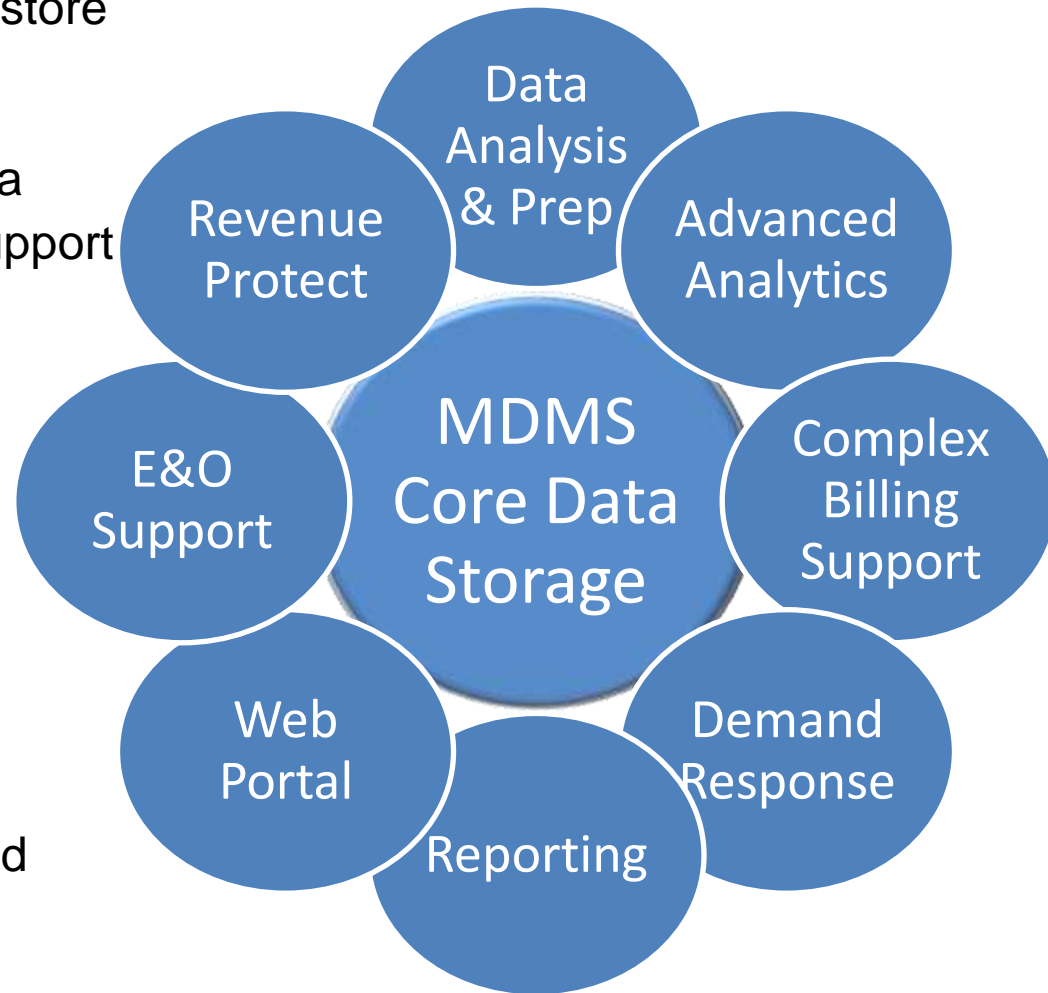 store
a
upport
d
Data
Analysis
& Prep
Advanced
Analytics
Complex
Billing
Support
Demand
Response
Reporting
Web
Portal
E&O
Support
Revenue
Protect
MDMS
Core Data
Storage